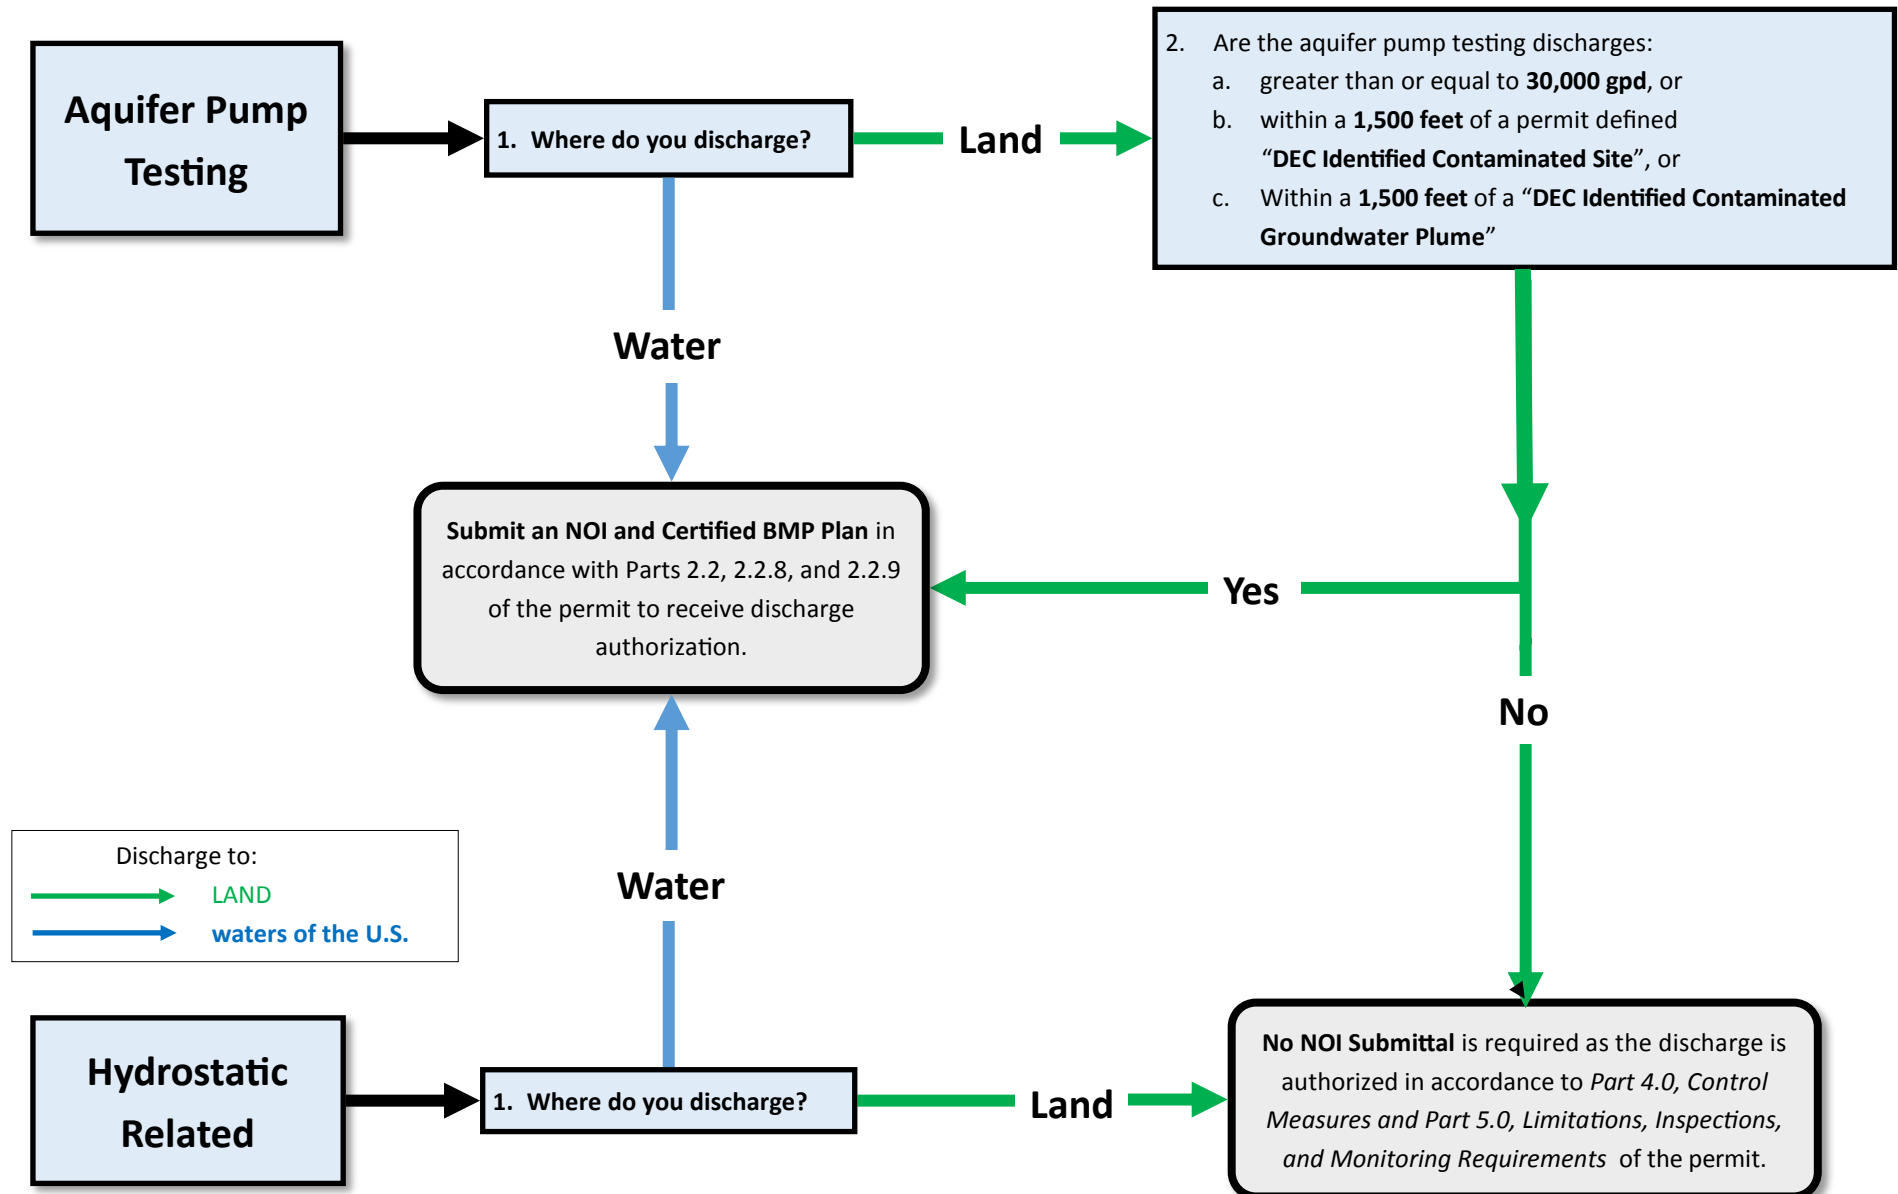 Aquifer Pump
Testing
1. Where do you discharge?
Land
2. Are the aquifer pump testing discharges:
a. greater than or equal to 30,000 gpd, or
b. within a 1,500 feet of a permit defined
“DEC Identified Contaminated Site”, or
c. Within a 1,500 feet of a “DEC Identified Contaminated
Groundwater Plume”
Water
Submit an NOI and Certified BMP Plan in
accordance with Parts 2.2, 2.2.8, and 2.2.9
of the permit to receive discharge
authorization.
Yes
No
Discharge to:
LAND
waters of the U.S.
Water
Hydrostatic
Related
1. Where do you discharge?
Land
No NOI Submittal is required as the discharge is
authorized in accordance to Part 4.0, Control
Measures and Part 5.0, Limitations, Inspections,
and Monitoring Requirements of the permit.